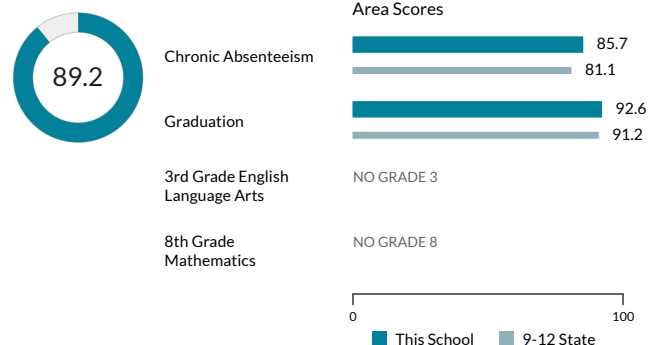 Area Scores
89.2
Chronic Absenteeism
85.7
81.1
Graduation
92.6
91.2
3rd Grade English
Language Arts
NO GRADE 3
8th Grade
Mathematics
NO GRADE 8
0
100
This School
9-12 State